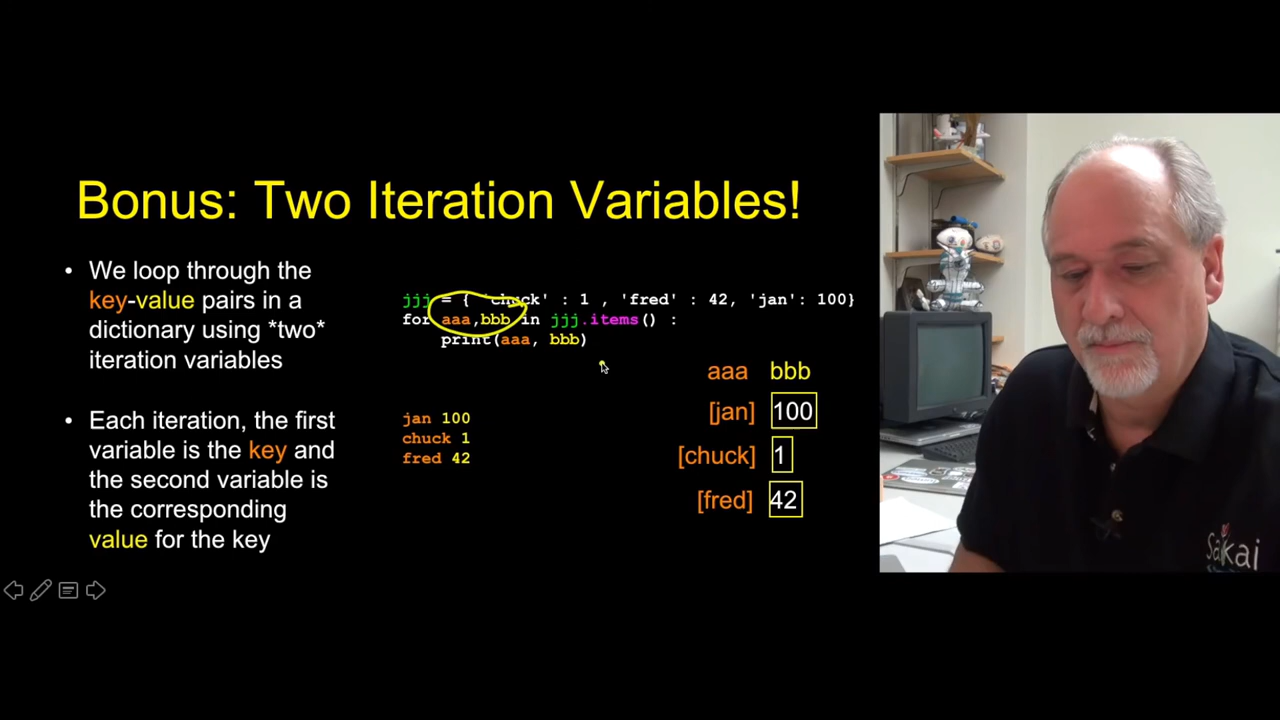 Bonus: Two Iteration Variables!
• We loop through the
key-value pairs in a
dictionary using *two*
iteration variables
• Each iteration, the first
variable is the key and
the second variable is
the corresponding
value for the key
jjj = { 'chuck' : 1 , 'fred' : 42, 'jan': 100}
for aaa,bbb in jjj.items() :
print(aaa, bbb)
jan 100
chuck 1
fred 42
aaa bbb
[jan] 100
[chuck] 1
[fred] 42
Sakai